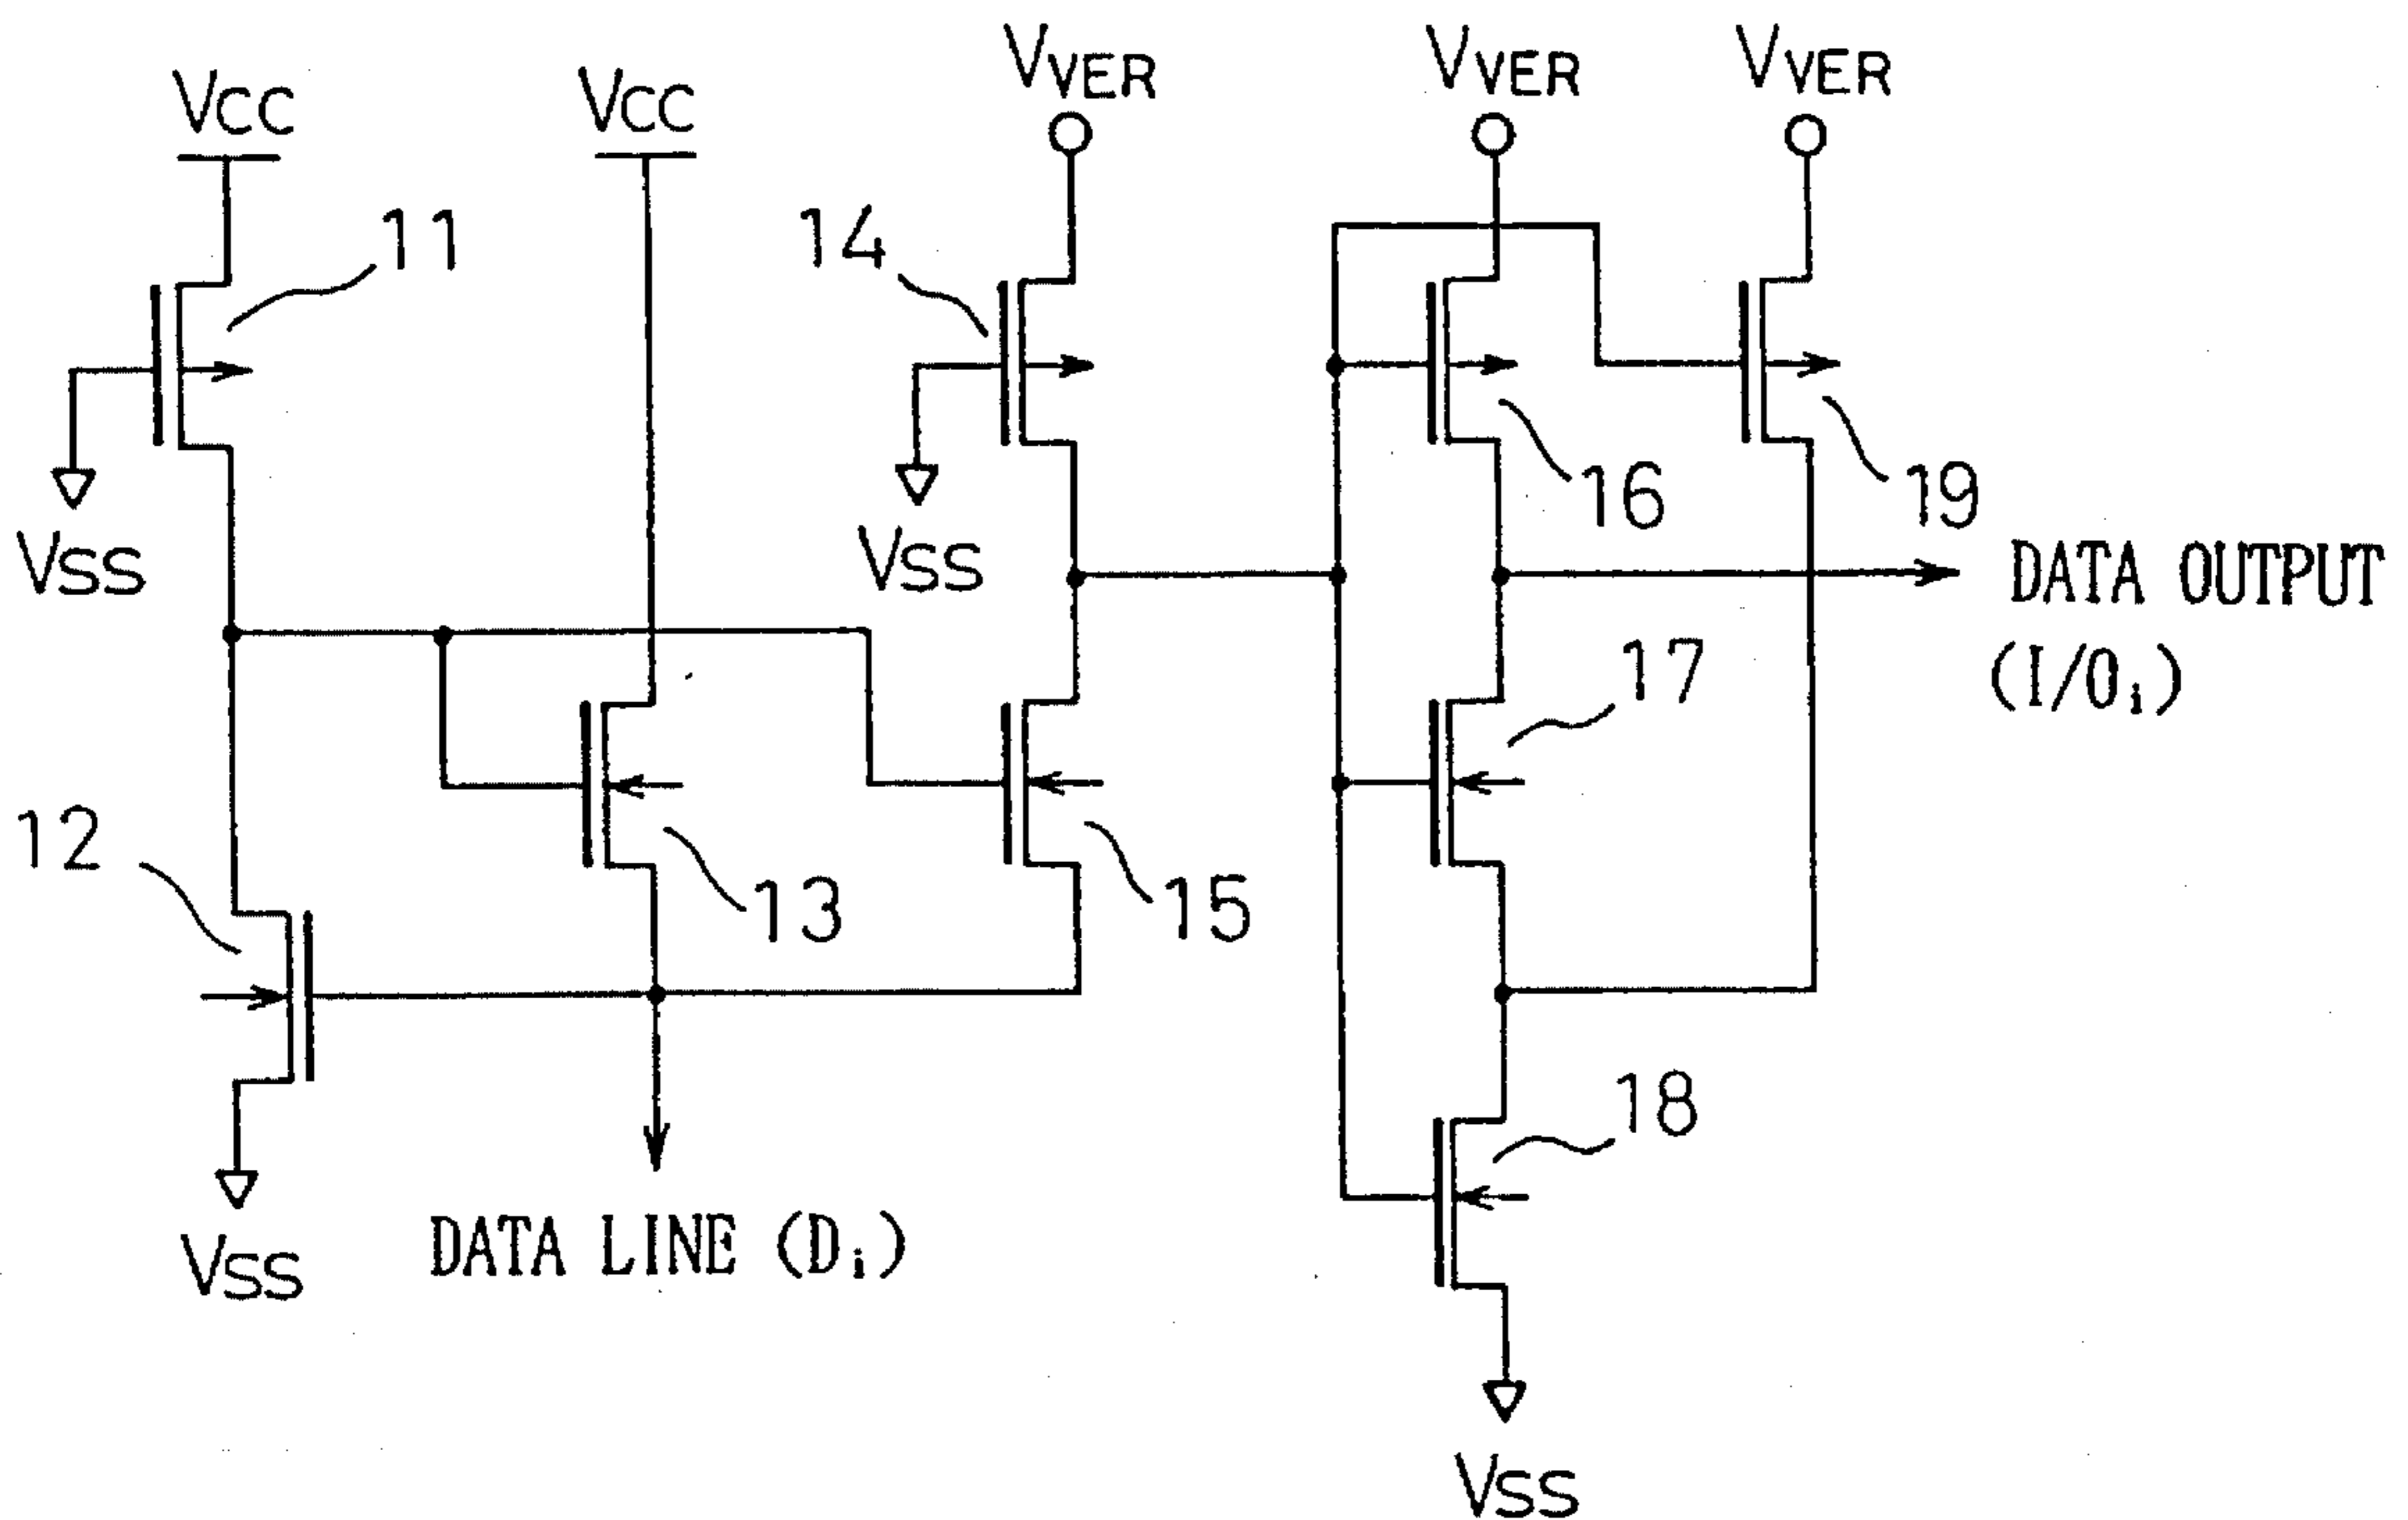 VCC
VCC
VVER
VVER
VVER
11
14
16
19
VSS
VSS
DATA OUTPUT
(I/Oi)
17
12
13
15
18
DATA LINE (Di)
VSS
VSS